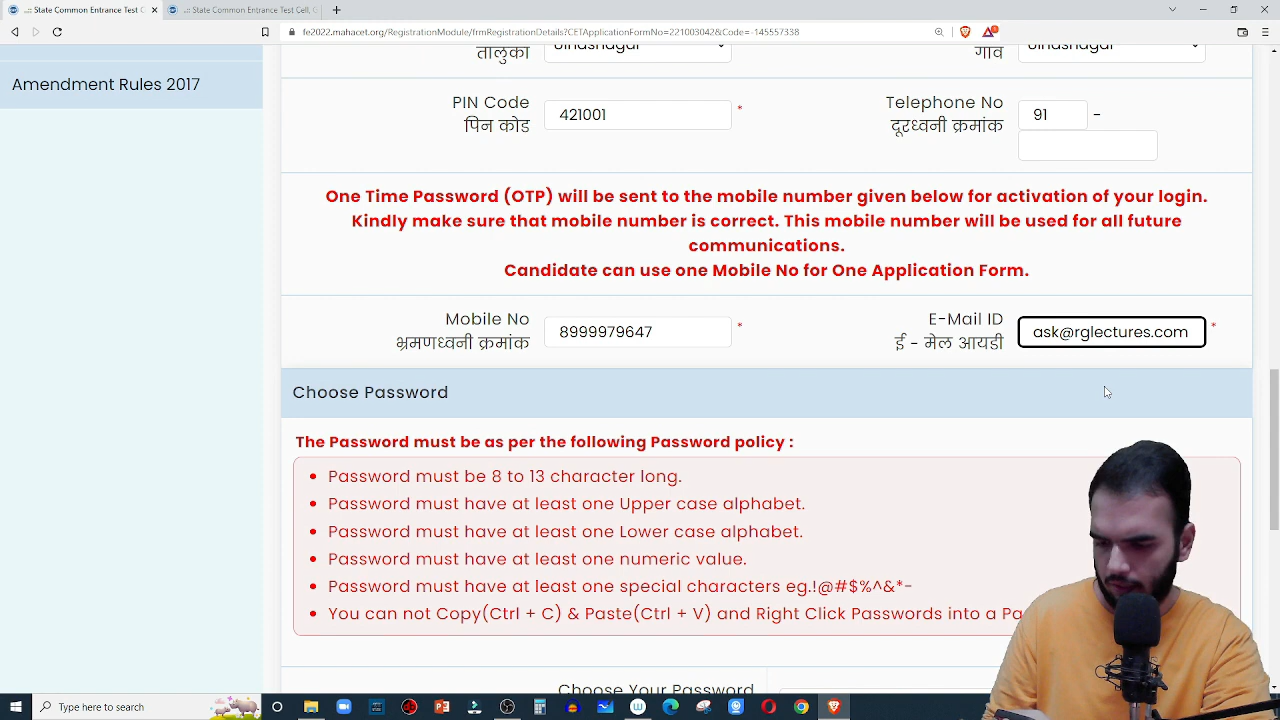 :: State Common Entrance Test C
:: State Common Entrance Test Cell, G
fe2022.mahacet.org/RegistrationModule/frmRegistrationDetails?CETApplicationFormNo=221003042&Code=-145557338
Amendment Rules 2017
तालुका
Ulhasnagar
गाव
Ulhasnagar
PIN Code
पिन कोड
421001
*
Telephone No
दूरध्वनी क्रमांक
91
-
One Time Password (OTP) will be sent to the mobile number given below for activation of your login.
Kindly make sure that mobile number is correct. This mobile number will be used for all future
communications.
Candidate can use one Mobile No for One Application Form.
Mobile No
भ्रमणध्वनी क्रमांक
8999979647
*
E-Mail ID
ई - मेल आयडी
ask@rglectures.com
*
Choose Password
The Password must be as per the following Password policy :
Password must be 8 to 13 character long.
Password must have at least one Upper case alphabet.
Password must have at least one Lower case alphabet.
Password must have at least one numeric value.
Password must have at least one special characters eg.!@#$%^&*-
You can not Copy(Ctrl + C) & Paste(Ctrl + V) and Right Click Passwords into a Pa
Choose Your Password
Type here to search